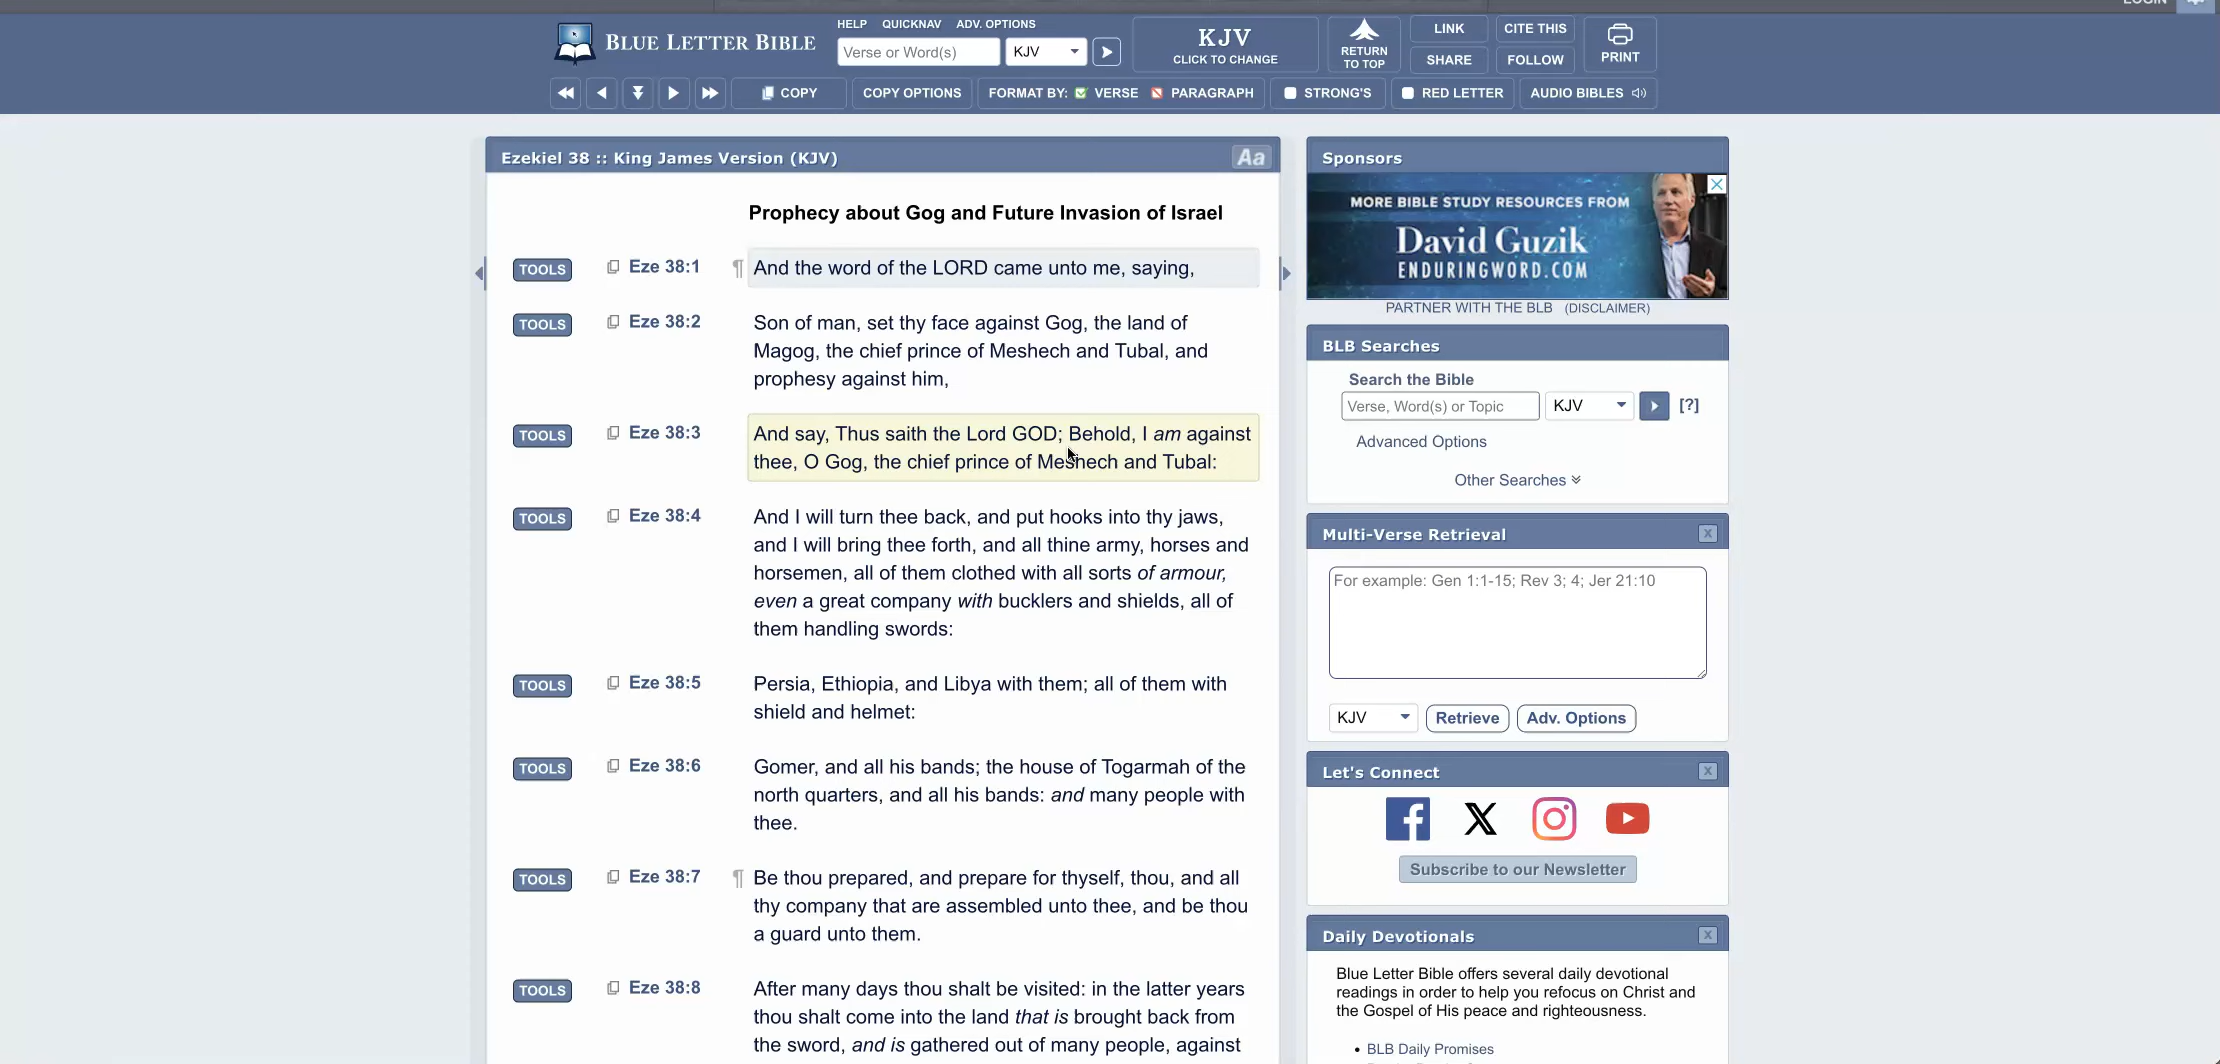 LOGIN
BLUE LETTER BIBLE
HELP QUICKNAV ADV. OPTIONS
Verse or Word(s) KJV
KJV
CLICK TO CHANGE
RETURN
TO TOP
LINK CITE THIS
SHARE FOLLOW
PRINT
COPY COPY OPTIONS FORMAT BY: VERSE PARAGRAPH STRONG'S RED LETTER AUDIO BIBLES
Ezekiel 38 :: King James Version (KJV) Aa
Prophecy about Gog and Future Invasion of Israel
TOOLS Eze 38:1 ¶ And the word of the LORD came unto me, saying,
TOOLS Eze 38:2 Son of man, set thy face against Gog, the land of
Magog, the chief prince of Meshech and Tubal, and
prophesy against him,
TOOLS Eze 38:3 And say, Thus saith the Lord GOD; Behold, I am against
thee, O Gog, the chief prince of Meshech and Tubal:
TOOLS Eze 38:4 And I will turn thee back, and put hooks into thy jaws,
and I will bring thee forth, and all thine army, horses and
horsemen, all of them clothed with all sorts of armour,
even a great company with bucklers and shields, all of
them handling swords:
TOOLS Eze 38:5 Persia, Ethiopia, and Libya with them; all of them with
shield and helmet:
TOOLS Eze 38:6 Gomer, and all his bands; the house of Togarmah of the
north quarters, and all his bands: and many people with
thee.
TOOLS Eze 38:7 ¶ Be thou prepared, and prepare for thyself, thou, and all
thy company that are assembled unto thee, and be thou
a guard unto them.
TOOLS Eze 38:8 After many days thou shalt be visited: in the latter years
thou shalt come into the land that is brought back from
the sword, and is gathered out of many people, against
Sponsors
MORE BIBLE STUDY RESOURCES FROM
David Guzik
ENDURINGWORD.COM
PARTNER WITH THE BLB (DISCLAIMER)
BLB Searches
Search the Bible
Verse, Word(s) or Topic KJV [?]
Advanced Options
Other Searches
Multi-Verse Retrieval X
For example: Gen 1:1-15; Rev 3; 4; Jer 21:10
KJV Retrieve Adv. Options
Let's Connect X
Subscribe to our Newsletter
Daily Devotionals X
Blue Letter Bible offers several daily devotional
readings in order to help you refocus on Christ and
the Gospel of His peace and righteousness.
• BLB Daily Promises